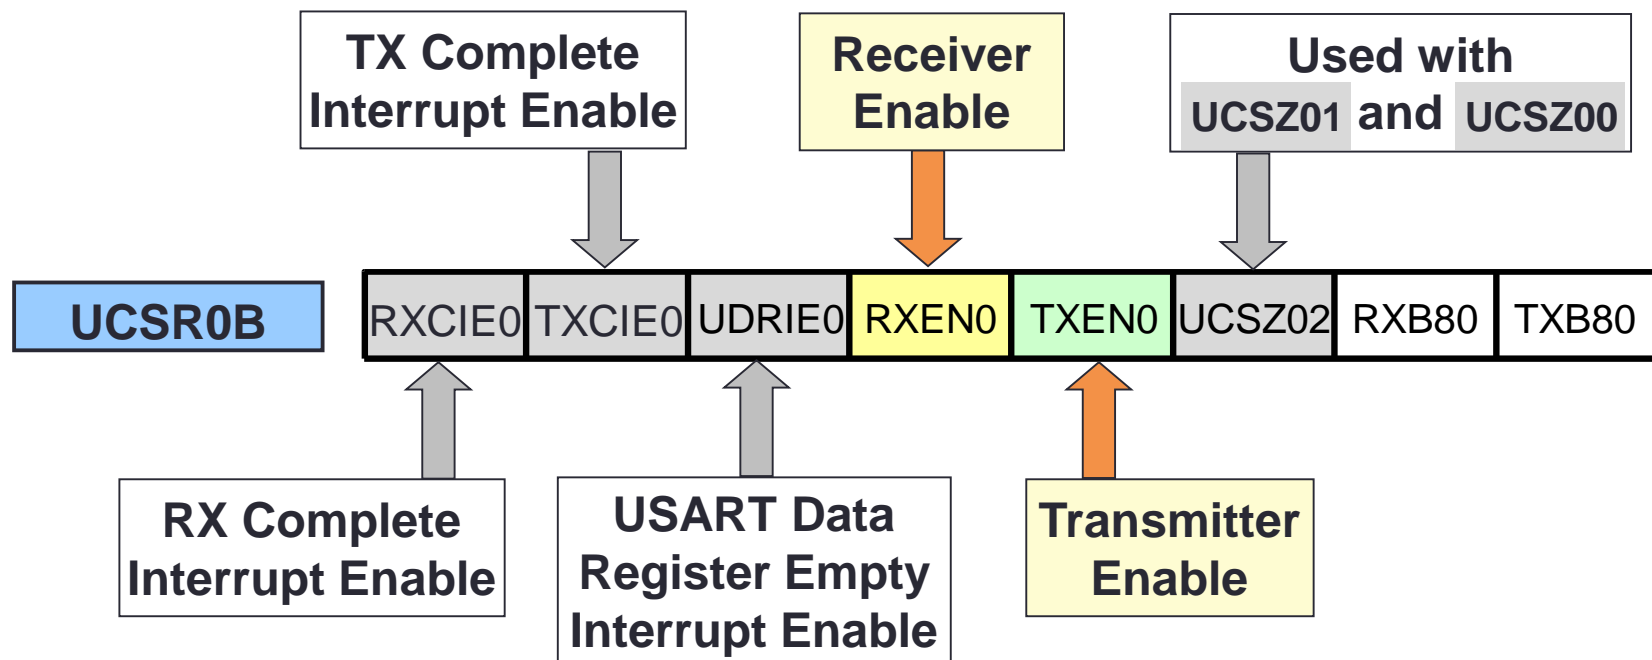 TX Complete
Interrupt Enable
Receiver
Enable
Used with
UCSZ01 and UCSZ00
UCSR0B
RXCIE0 TXCIE0 UDRIE0 RXEN0 TXEN0 UCSZ02 RXB80 TXB80
RX Complete
Interrupt Enable
USART Data
Register Empty
Interrupt Enable
Transmitter
Enable